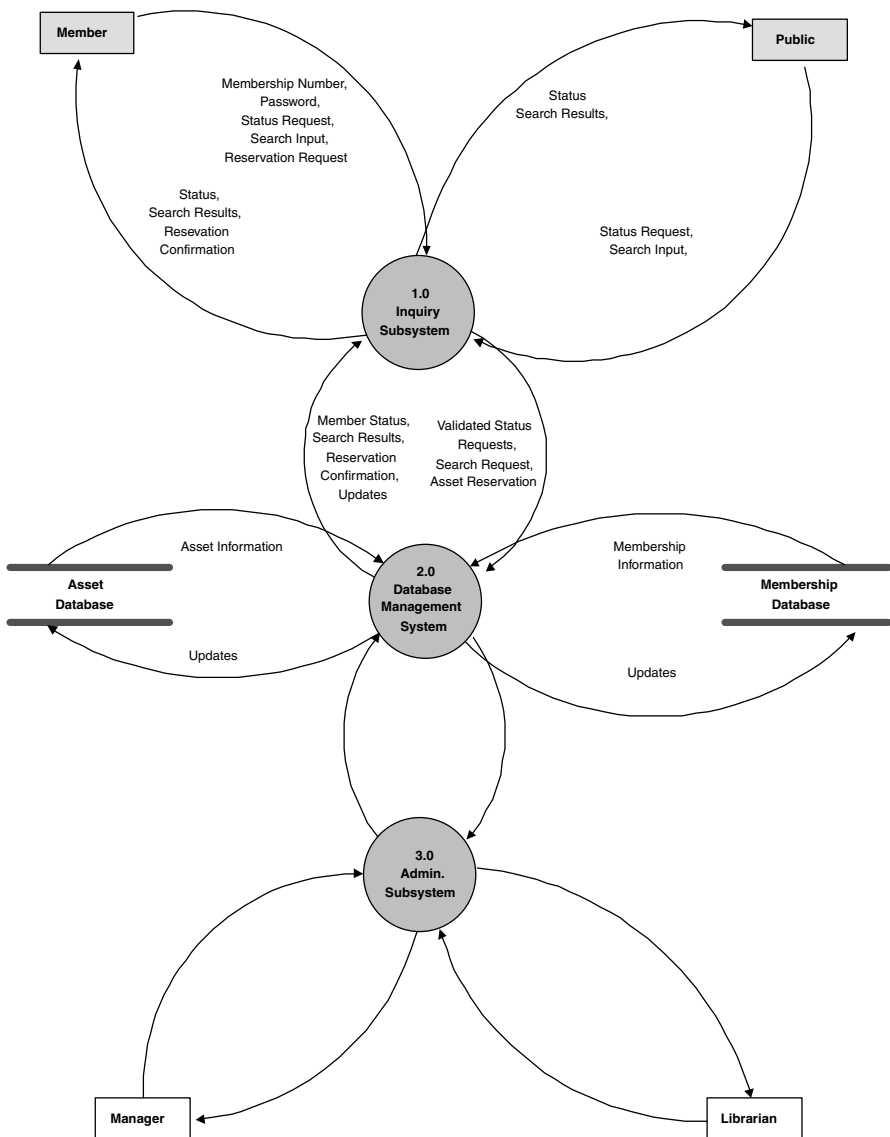 Member
Public
Membership Number,
Password,
Status Request,
Search Input,
Reservation Request
Status
Search Results,
Status,
Search Results,
Resevation
Confirmation
Status Request,
Search Input,
1.0
Inquiry
Subsystem
Member Status,
Search Results,
Reservation
Confirmation,
Updates
Validated Status
Requests,
Search Request,
Asset Reservation
Asset Information
Membership
Information
Asset
Database
2.0
Database
Management
System
Membership
Database
Updates
Updates
3.0
Admin.
Subsystem
Manager
Librarian